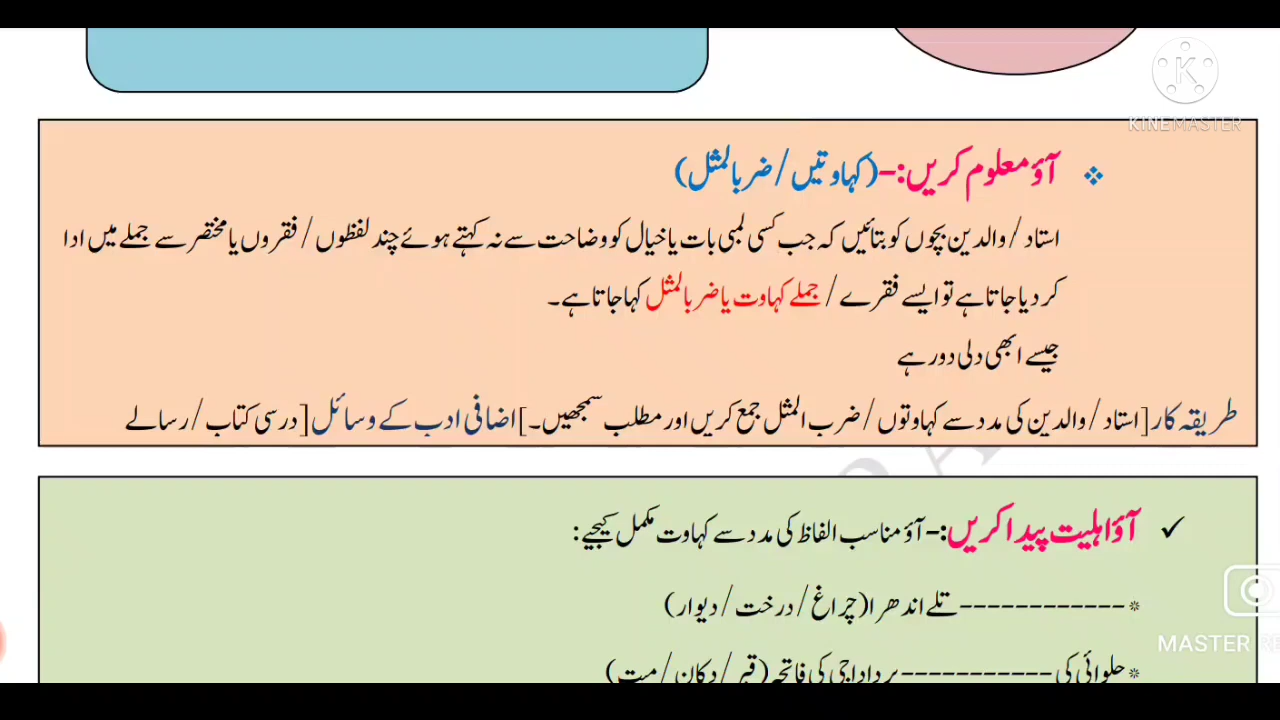 KINEMASTER
❖ آؤ معلوم کریں:-(کہاوتیں/ضرب المثل)
استاد/والدین بچوں کو بتائیں کہ جب کسی لمبی بات یا خیال کو وضاحت سے نہ کہتے ہوئے چند لفظوں/فقروں یا مختصر سے جملے میں ادا
کر دیا جاتا ہے تو ایسے فقرے/جملے کہاوت یا ضرب المثل کہا جاتا ہے۔
جیسے ابھی دلی دور ہے
طریقہ کار[استاد/والدین کی مدد سے کہاوتوں/ضرب المثل جمع کریں اور مطلب سمجھیں۔]اضافی ادب کے وسائل[درسی کتاب/رسالے
✓ آؤ اہلیت پیدا کریں:-آؤ مناسب الفاظ کی مدد سے کہاوت مکمل کیجیے:
* ------------تلے اندھرا(چراغ/درخت/دیوار)
MASTER RE
* حلوائی کی -----------پر داداجی کی فاتحہ(قبر/دکان/مت)